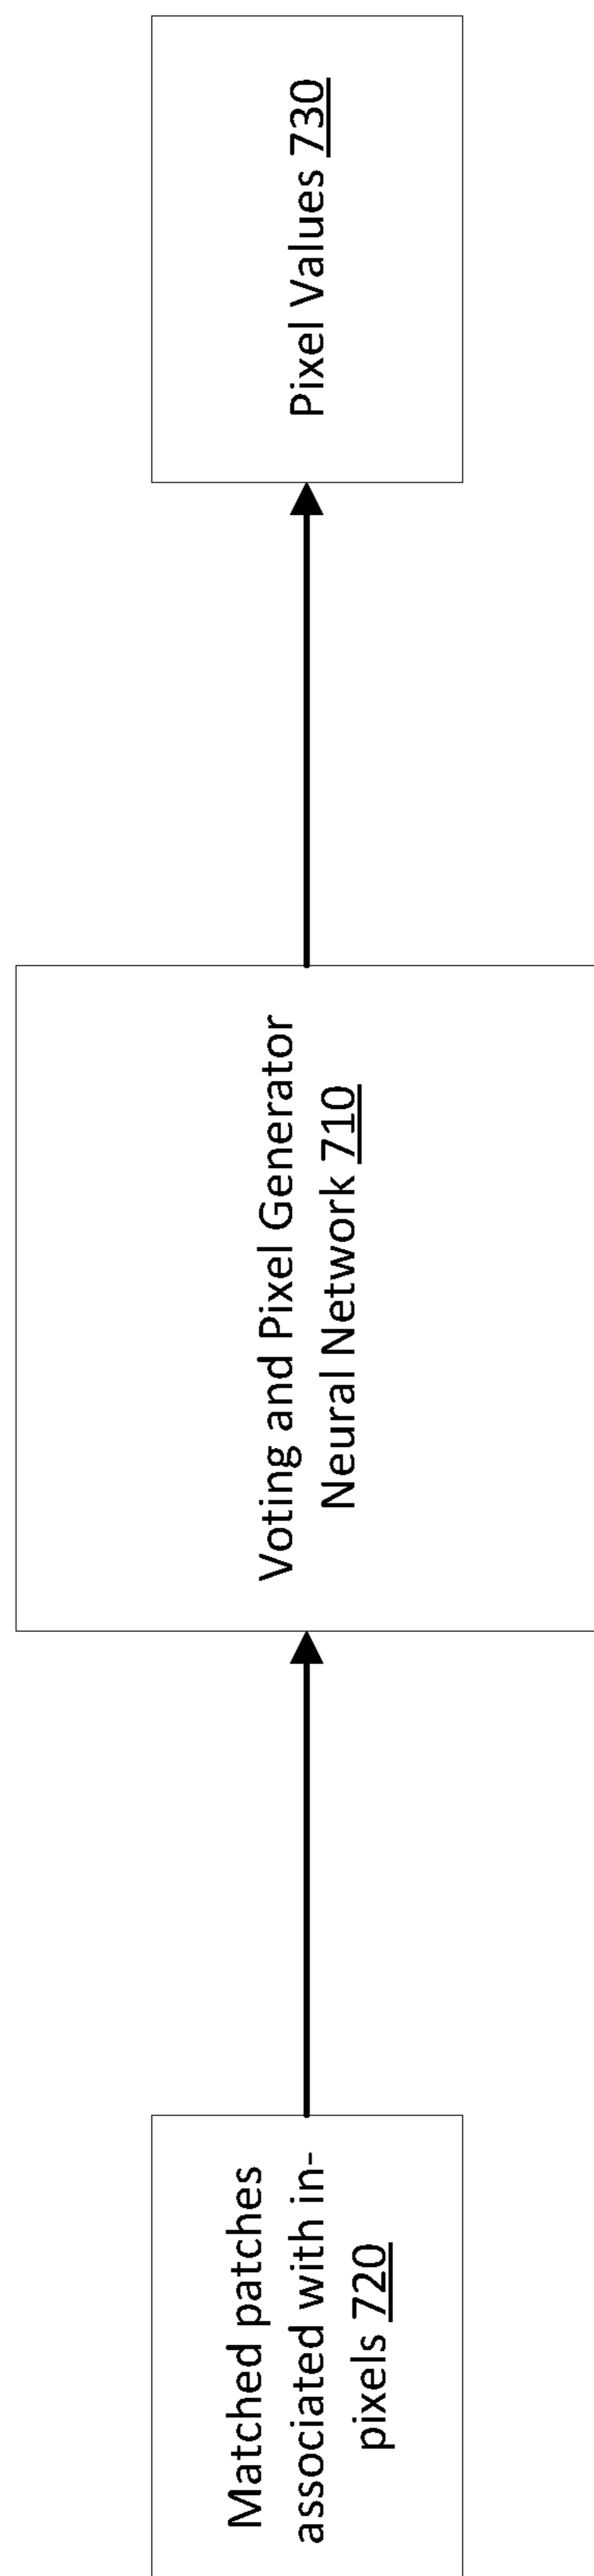 Matched patches
associated with in-
pixels 720
Voting and Pixel Generator
Neural Network 710
Pixel Values 730